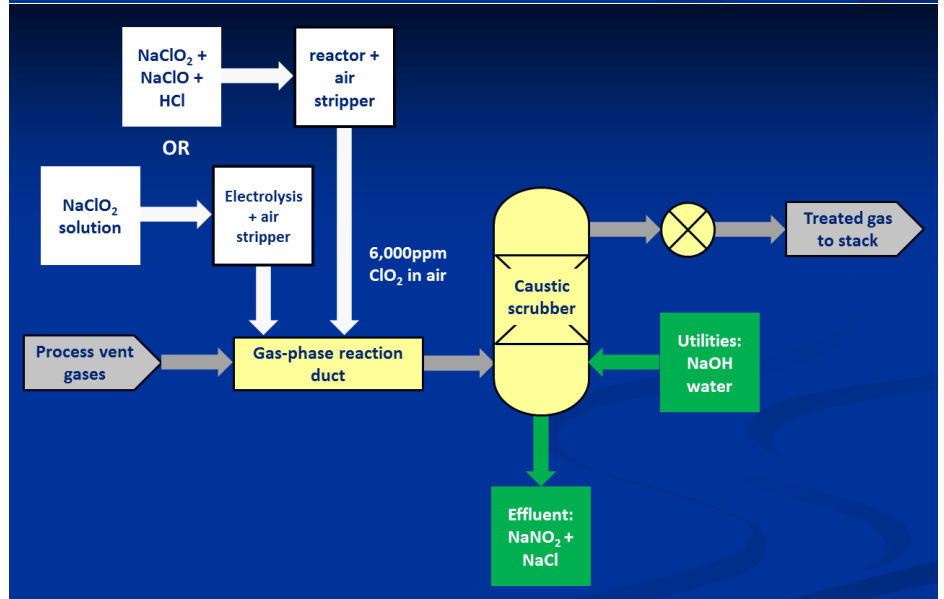 NaClO₂ +
NaClO +
HCl
reactor +
air
stripper
OR
NaClO₂
solution
Electrolysis
+ air
stripper
6,000ppm
ClO₂ in air
Process vent
gases
Gas-phase reaction
duct
Caustic
scrubber
Treated gas
to stack
Utilities:
NaOH
water
Effluent:
NaNO₂ +
NaCl